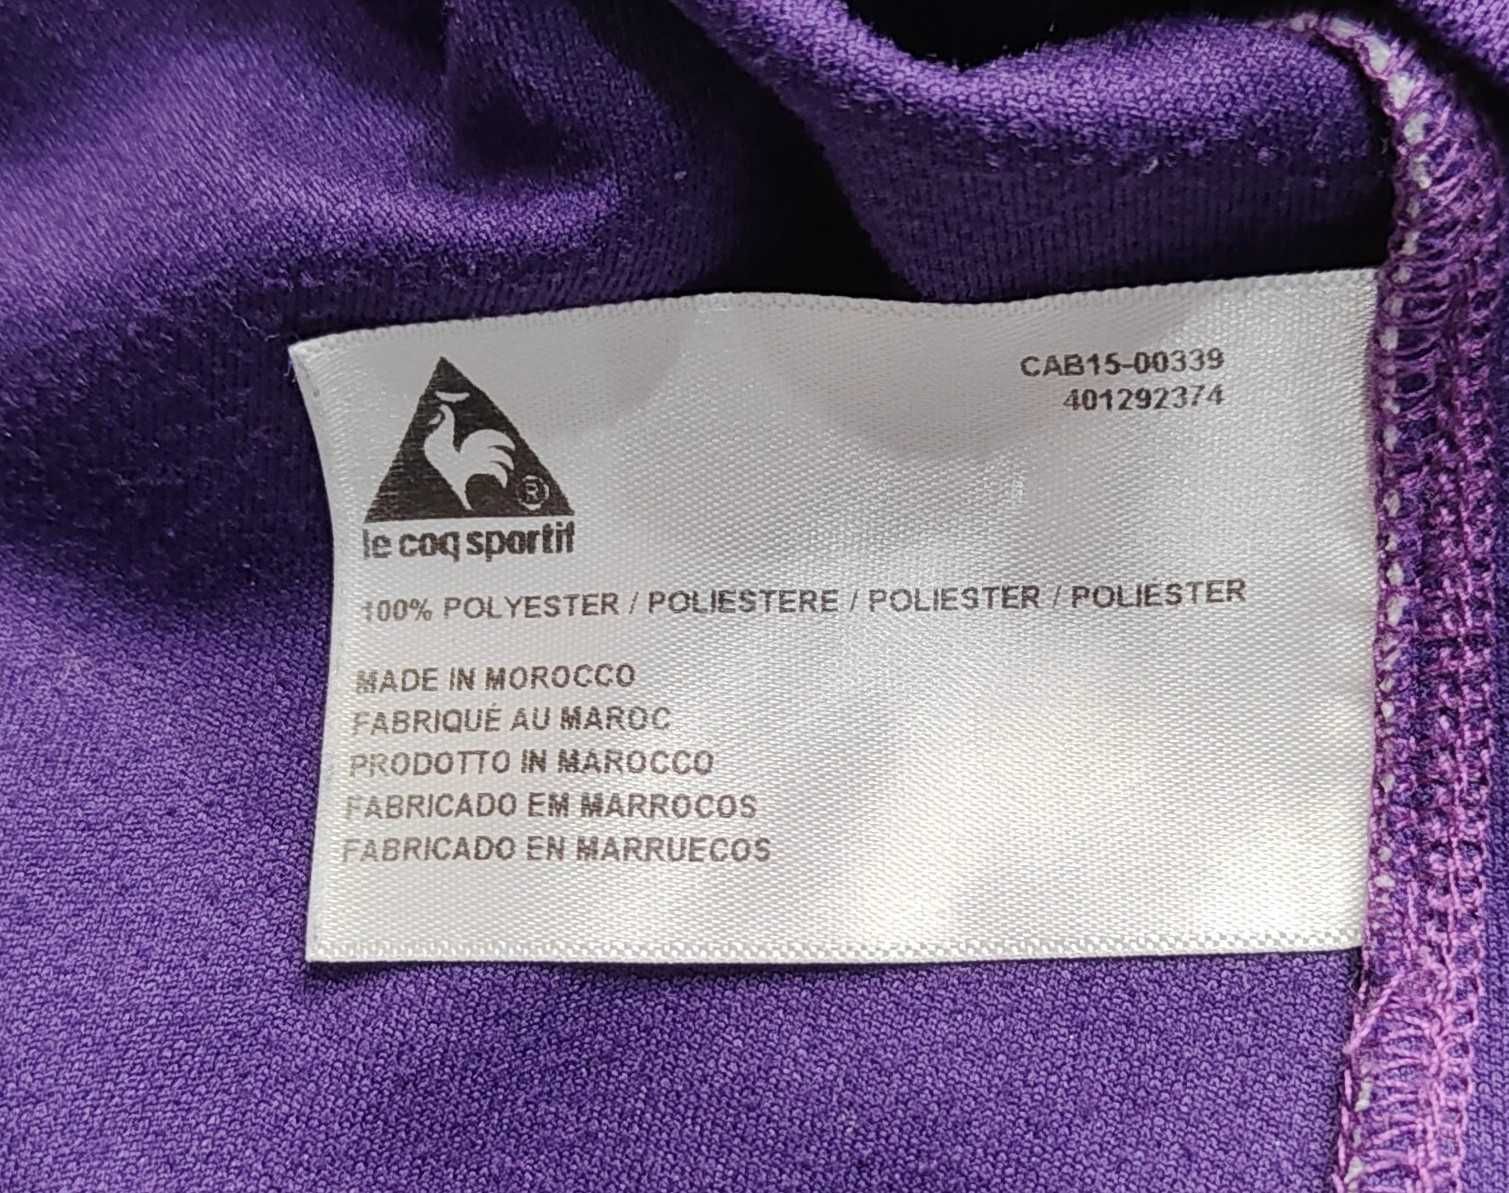 CAB15-00339
401292374
®
le coq sportif
100% POLYESTER / POLIESTERE / POLIESTER / POLIESTER
MADE IN MOROCCO
FABRIQUÉ AU MAROC
PRODOTTO IN MAROCCO
FABRICADO EM MARROCOS
FABRICADO EN MARRUECOS